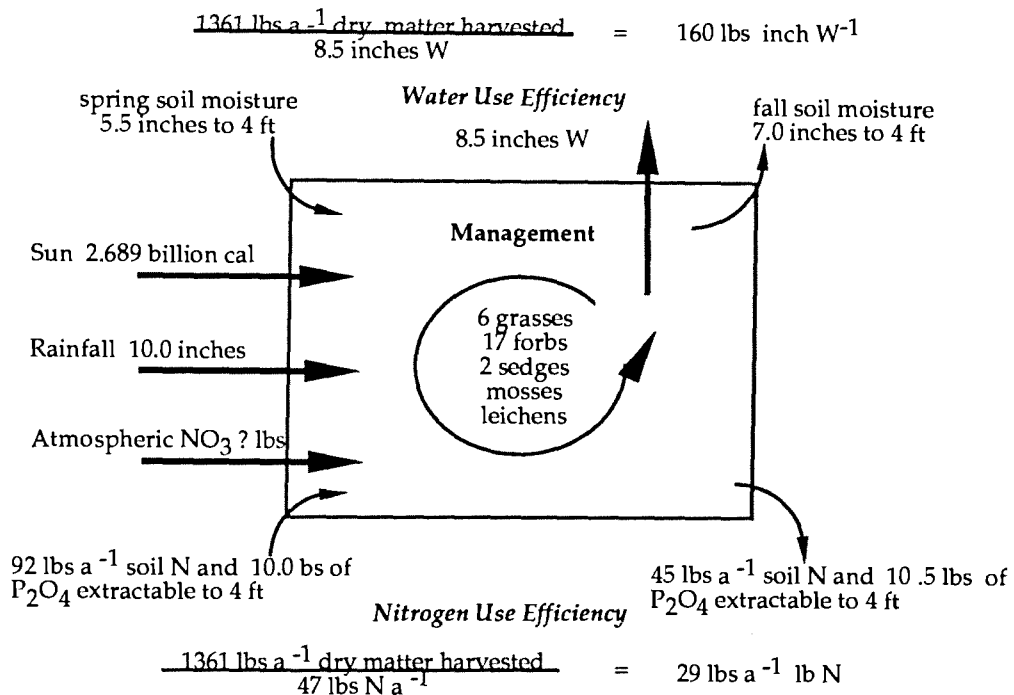 1361 lbs a -1 dry matter harvested
8.5 inches W
= 160 lbs inch W-1
Water Use Efficiency
8.5 inches W
spring soil moisture
5.5 inches to 4 ft
fall soil moisture
7.0 inches to 4 ft
Management
Sun 2.689 billion cal
Rainfall 10.0 inches
Atmospheric NO3 ? lbs
6 grasses
17 forbs
2 sedges
mosses
leichens
92 lbs a -1 soil N and 10.0 bs of
P2O4 extractable to 4 ft
45 lbs a -1 soil N and 10 .5 lbs of
P2O4 extractable to 4 ft
Nitrogen Use Efficiency
1361 lbs a -1 dry matter harvested
47 lbs N a -1
= 29 lbs a -1 lb N